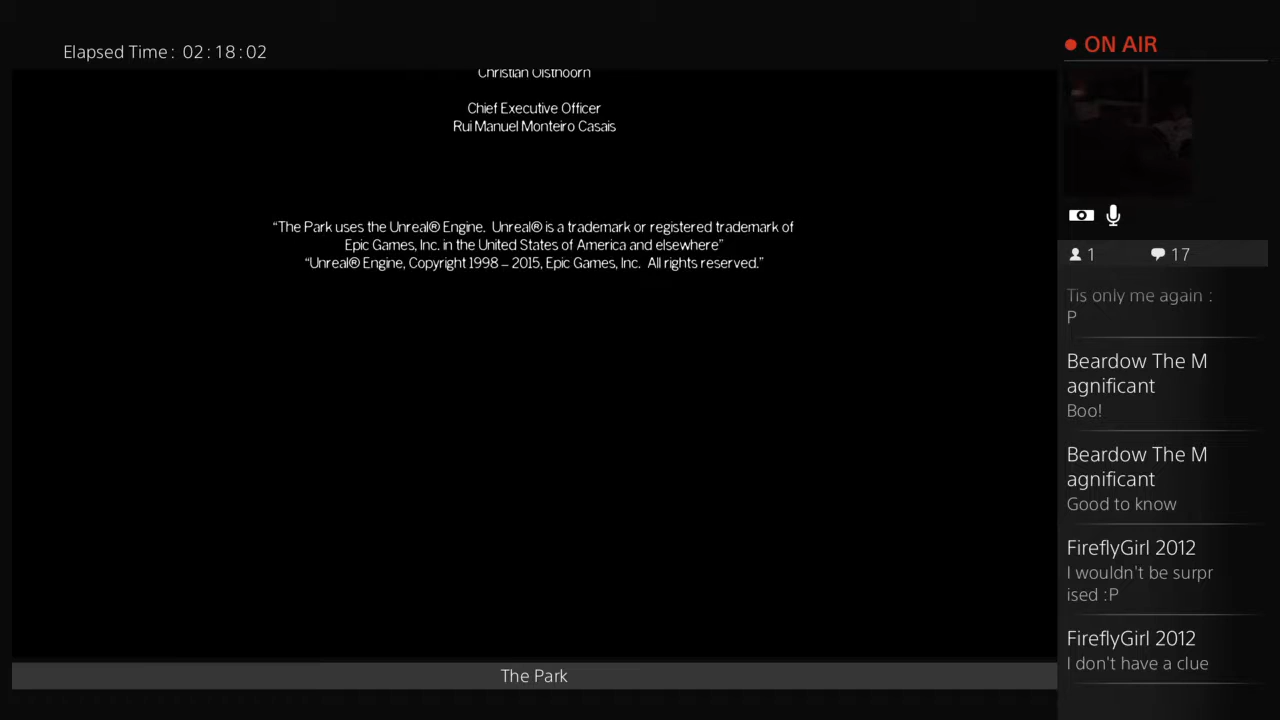 Elapsed Time: 02:18:02
Christian Olsthoorn
Chief Executive Officer
Rui Manuel Monteiro Casais
“The Park uses the Unreal® Engine. Unreal® is a trademark or registered trademark of
Epic Games, Inc. in the United States of America and elsewhere”
“Unreal® Engine, Copyright 1998 – 2015, Epic Games, Inc. All rights reserved.”
The Park
ON AIR
1 17
Tis only me again :
P
Beardow The M
agnificant
Boo!
Beardow The M
agnificant
Good to know
FireflyGirl 2012
I wouldn't be surpr
ised :P
FireflyGirl 2012
I don't have a clue